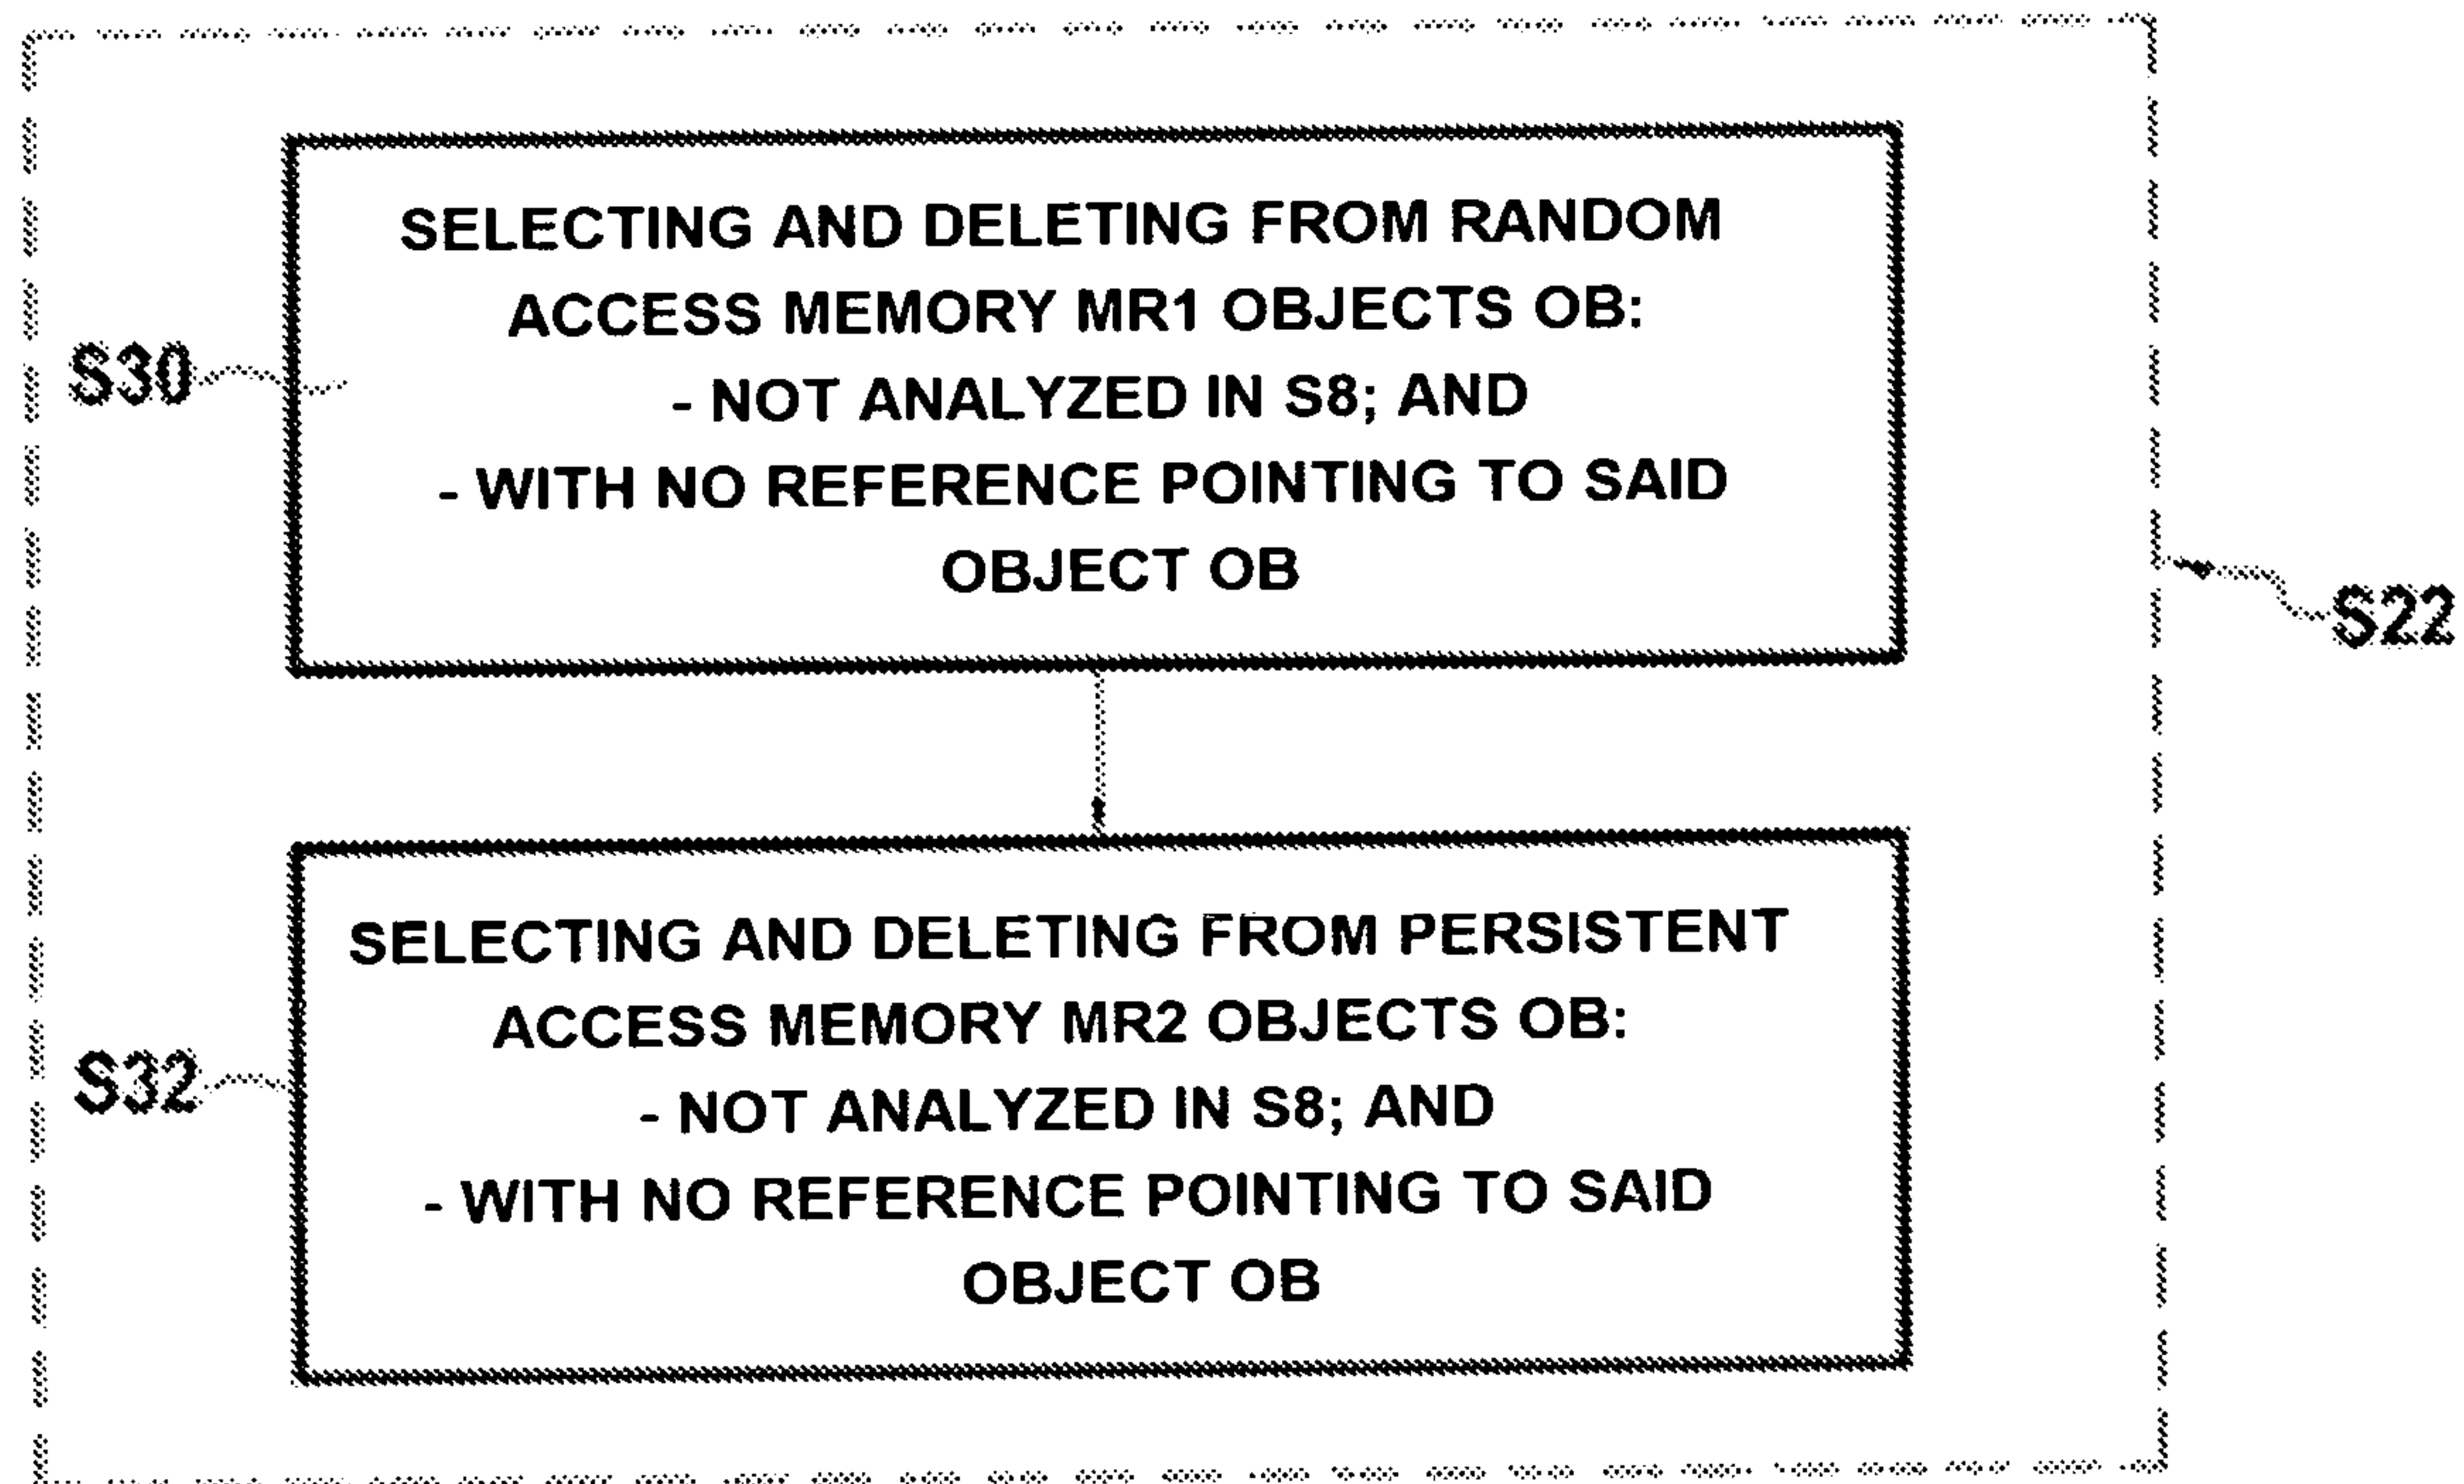 SELECTING AND DELETING FROM RANDOM
ACCESS MEMORY MR1 OBJECTS OB:
- NOT ANALYZED IN S8; AND
- WITH NO REFERENCE POINTING TO SAID
OBJECT OB
S30
S22
SELECTING AND DELETING FROM PERSISTENT
ACCESS MEMORY MR2 OBJECTS OB:
- NOT ANALYZED IN S8; AND
- WITH NO REFERENCE POINTING TO SAID
OBJECT OB
S32